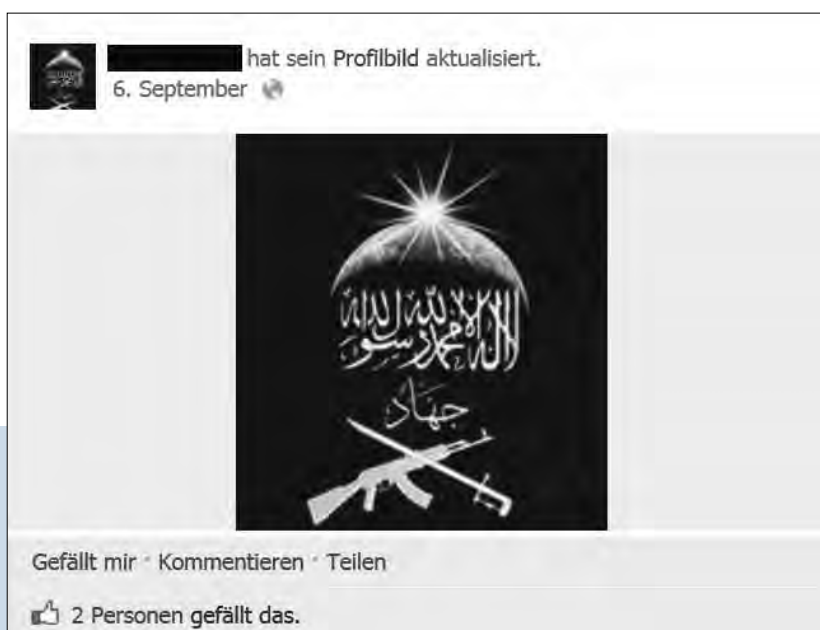 hat sein Profilbild aktualisiert.
6. September
لا إله إلا الله محمد رسول الله
جهاد
Gefällt mir · Kommentieren · Teilen
2 Personen gefällt das.